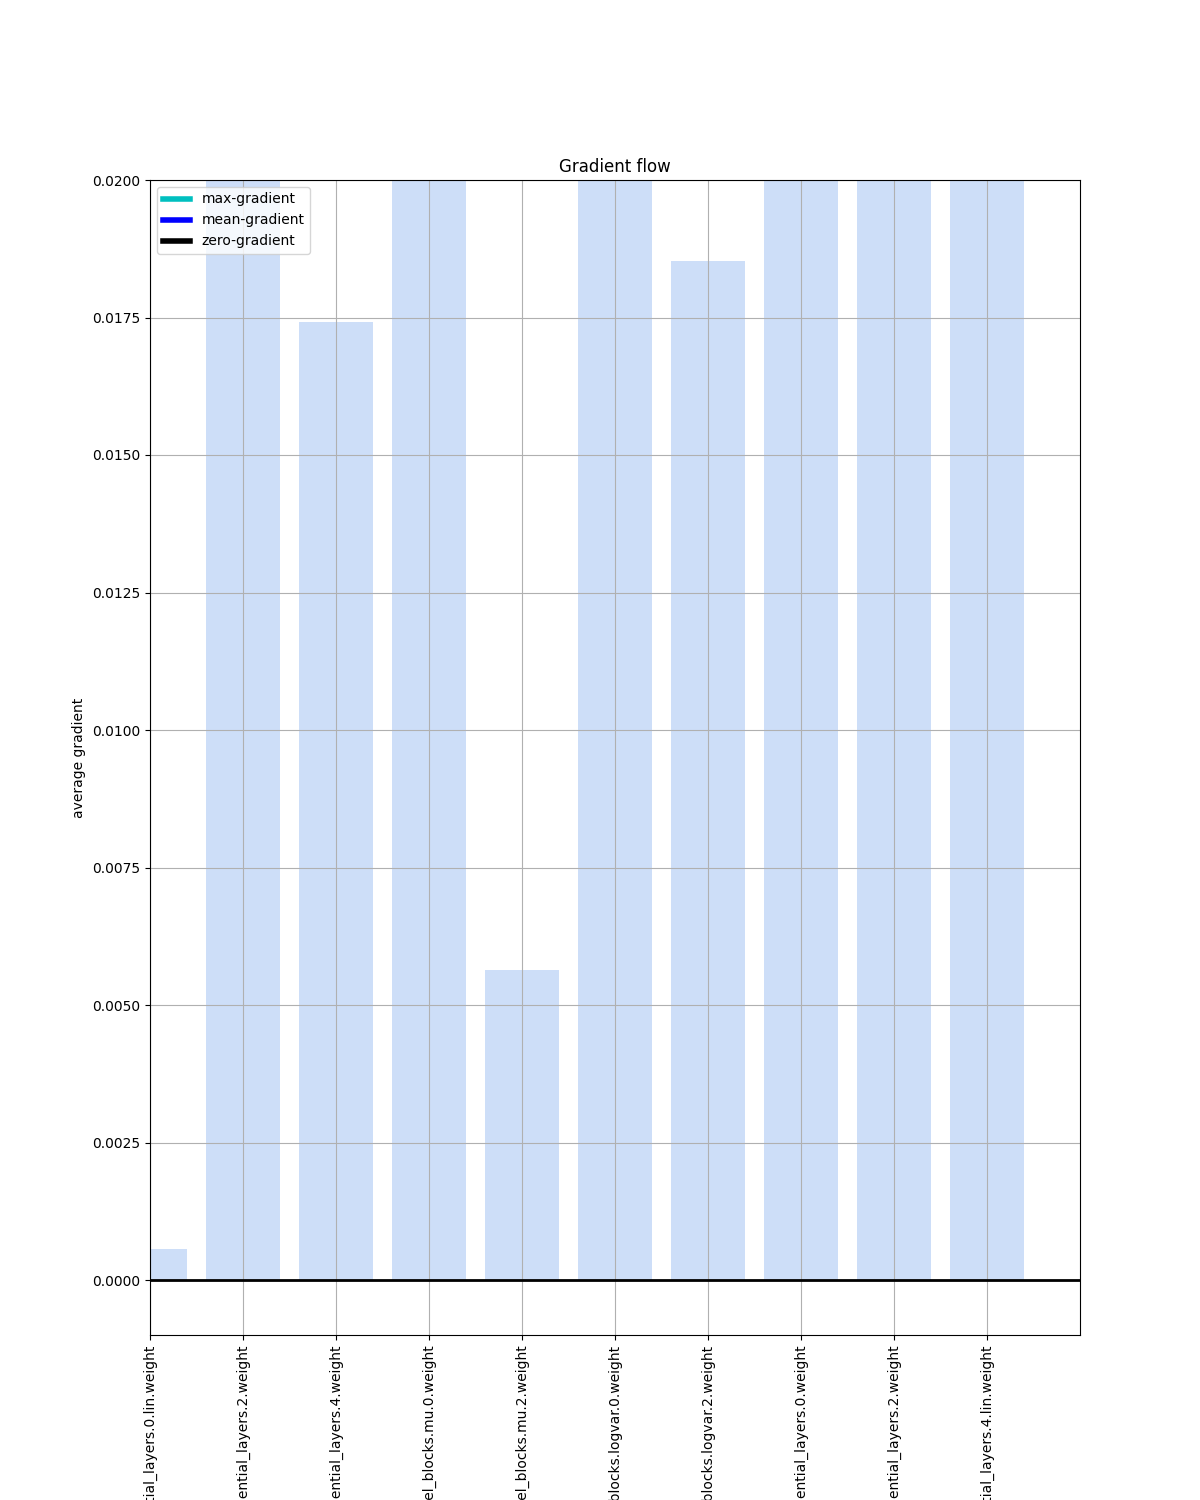 Gradient flow
max-gradient
mean-gradient
zero-gradient
0.0200
0.0175
0.0150
0.0125
0.0100
0.0075
0.0050
0.0025
0.0000
average gradient
tial_layers.0.lin.weight
ential_layers.2.weight
ential_layers.4.weight
el_blocks.mu.0.weight
el_blocks.mu.2.weight
blocks.logvar.0.weight
blocks.logvar.2.weight
ential_layers.0.weight
ential_layers.2.weight
tial_layers.4.lin.weight